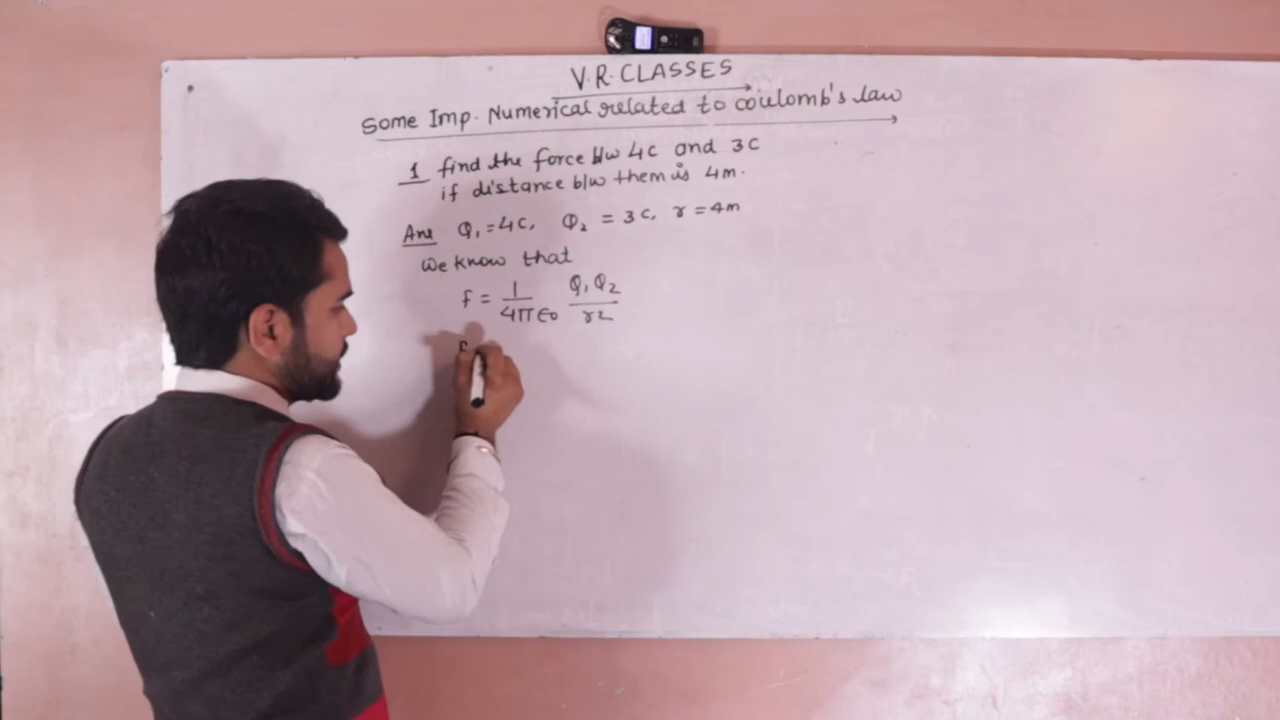 V.R.CLASSES
Some Imp. Numerical related to coulomb's law
1 find the force b/w 4C and 3C
if distance b/w them is 4m.
Ans Q₁=4C, Q₂ = 3C, r=4m
We know that
F = 1/4πϵ0 Q₁Q₂/r2
F